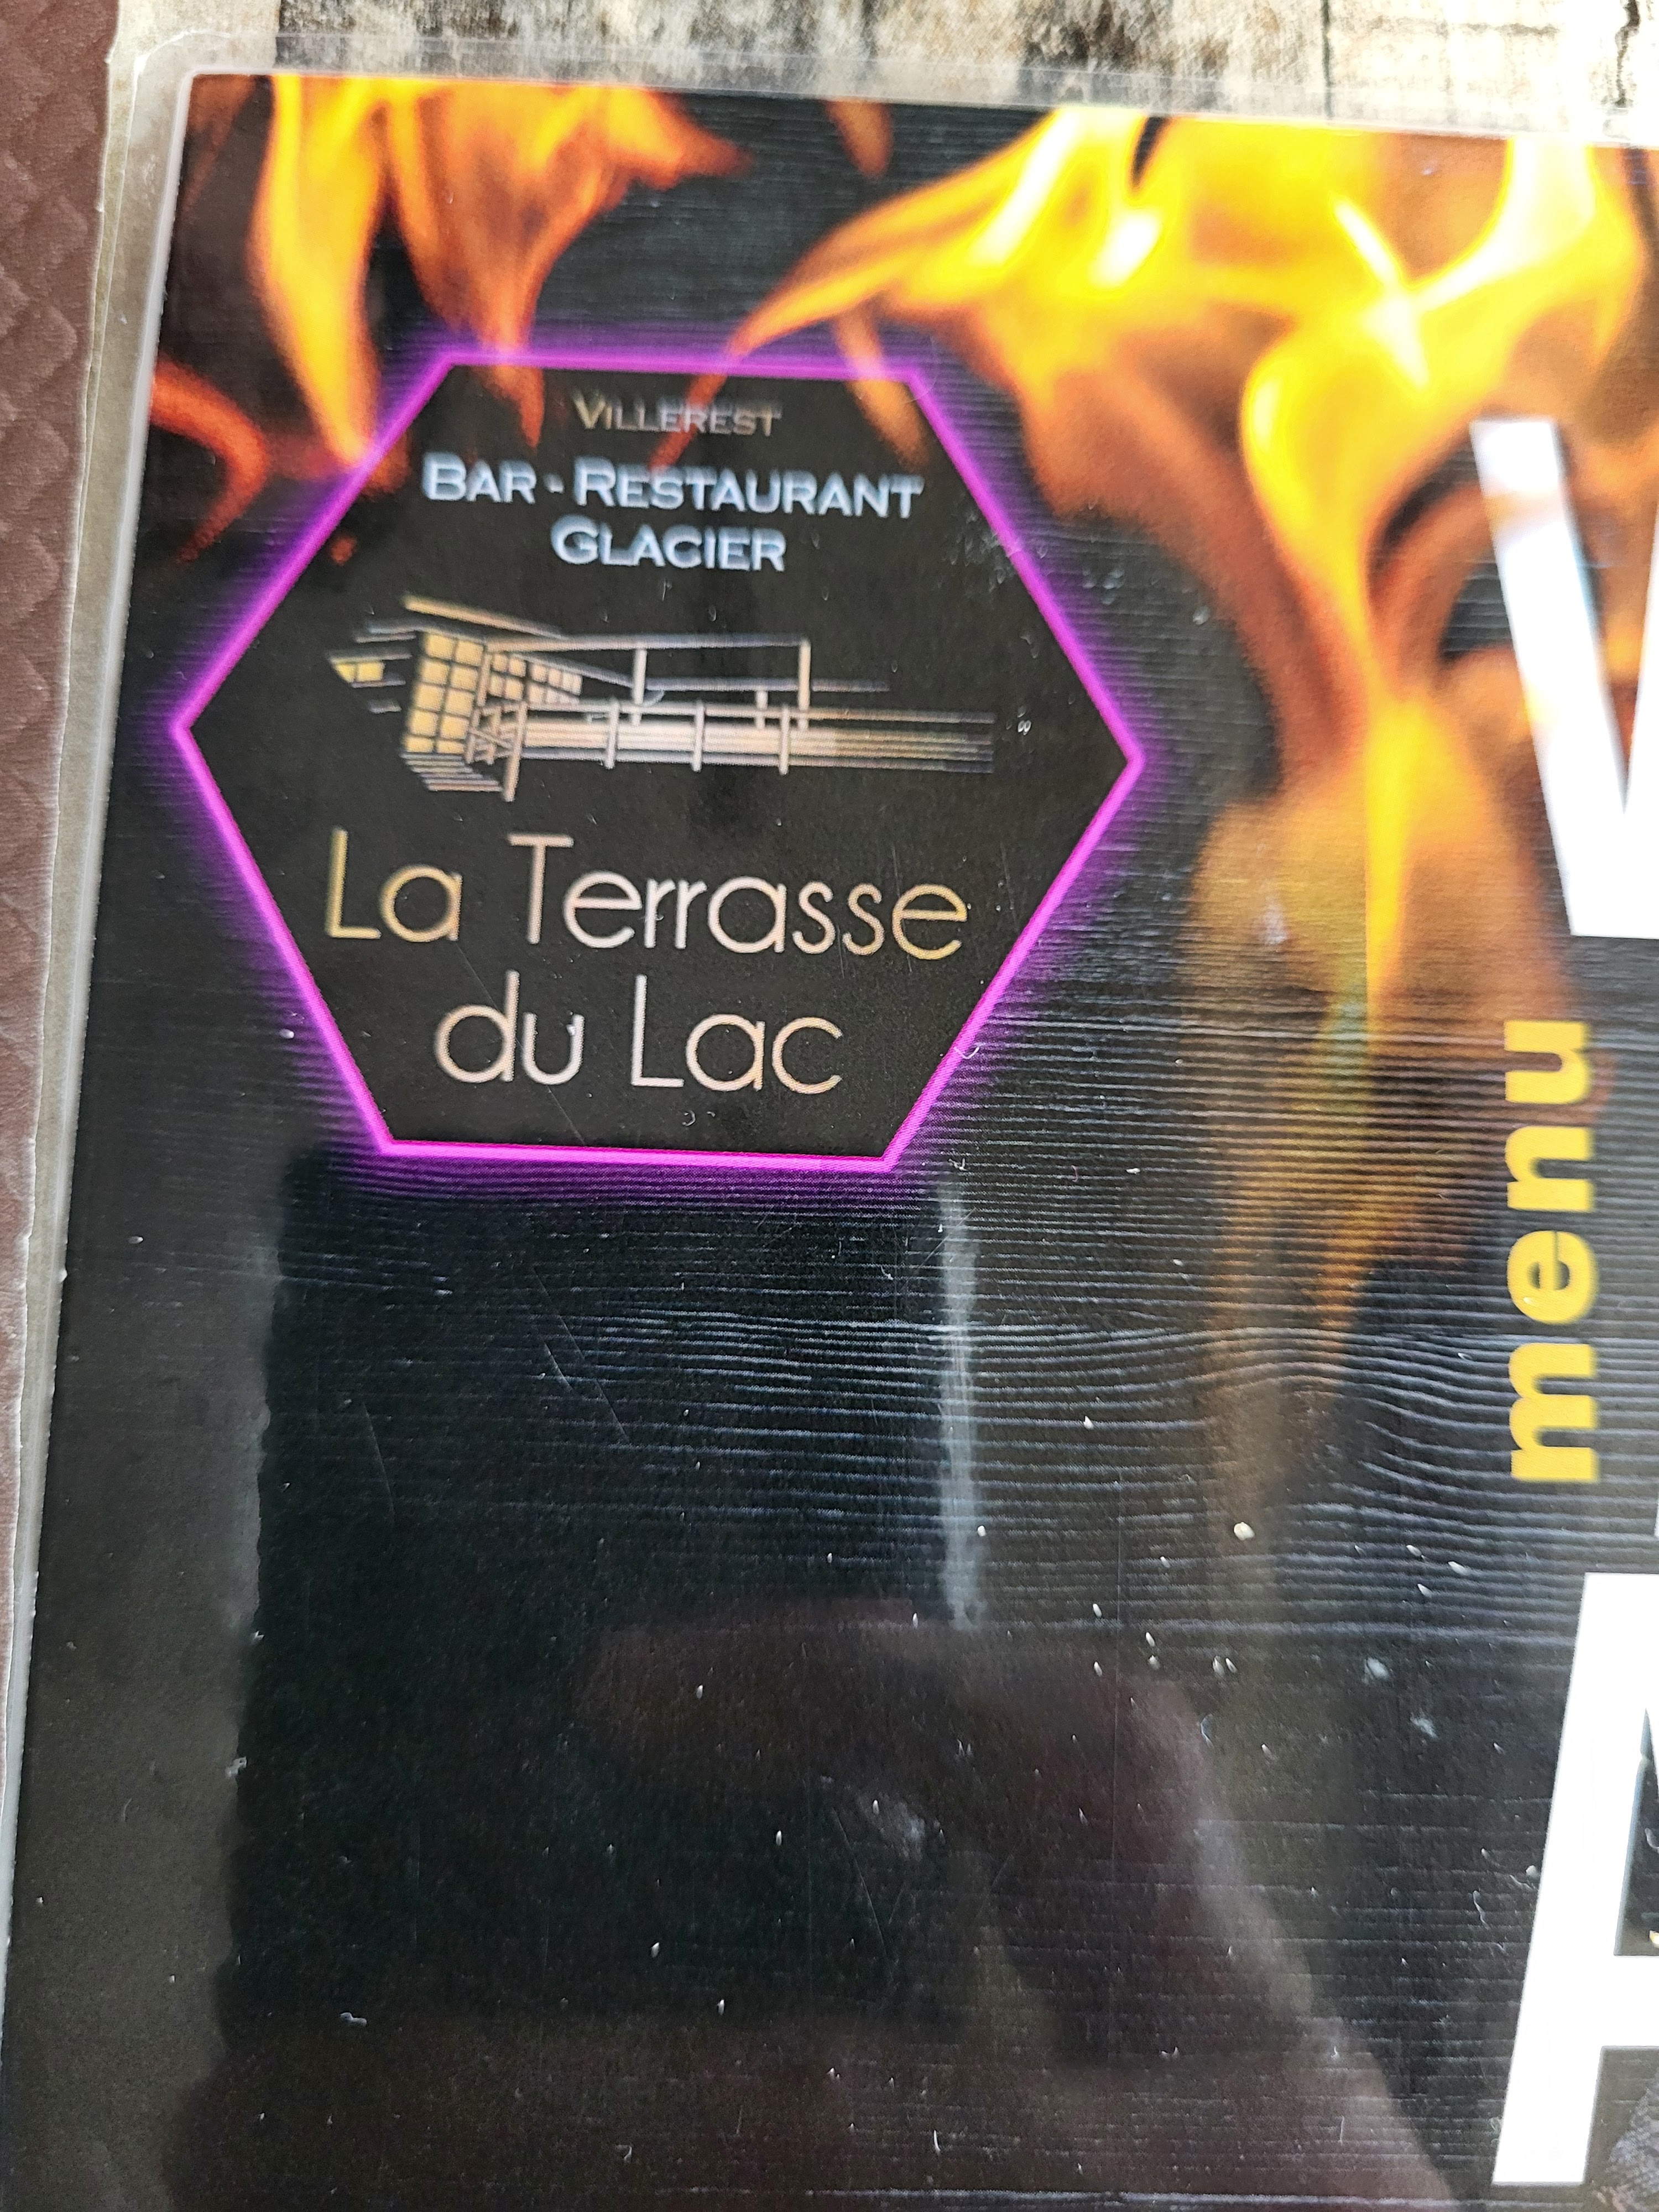 VILLEREST
BAR - RESTAURANT
GLACIER
La Terrasse
du Lac
menu